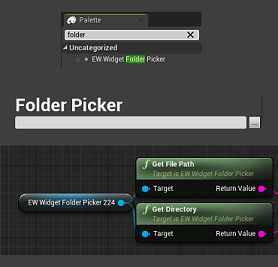 Palette
folder
Uncategorized
EW Widget Folder Picker
Folder Picker
...
Get File Path
Target is EW Widget Folder Picker
Target
Return Value
EW Widget Folder Picker 224
Get Directory
Target is EW Widget Folder Picker
Target
Return Value